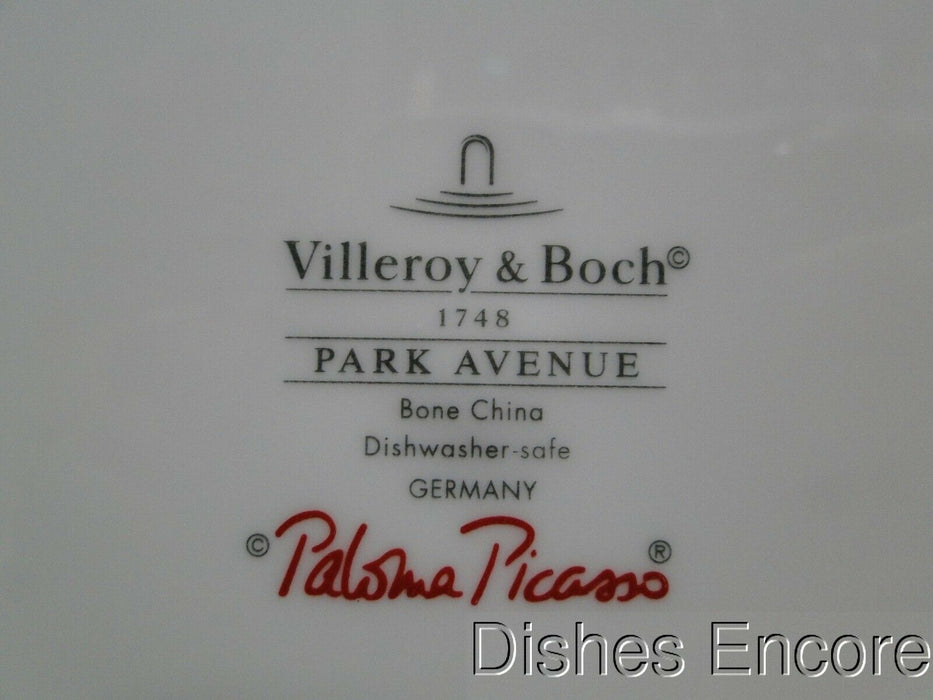 Villeroy & Boch©
1748
PARK AVENUE
Bone China
Dishwasher-safe
GERMANY
© Paloma Picasso ®
Dishes Encore